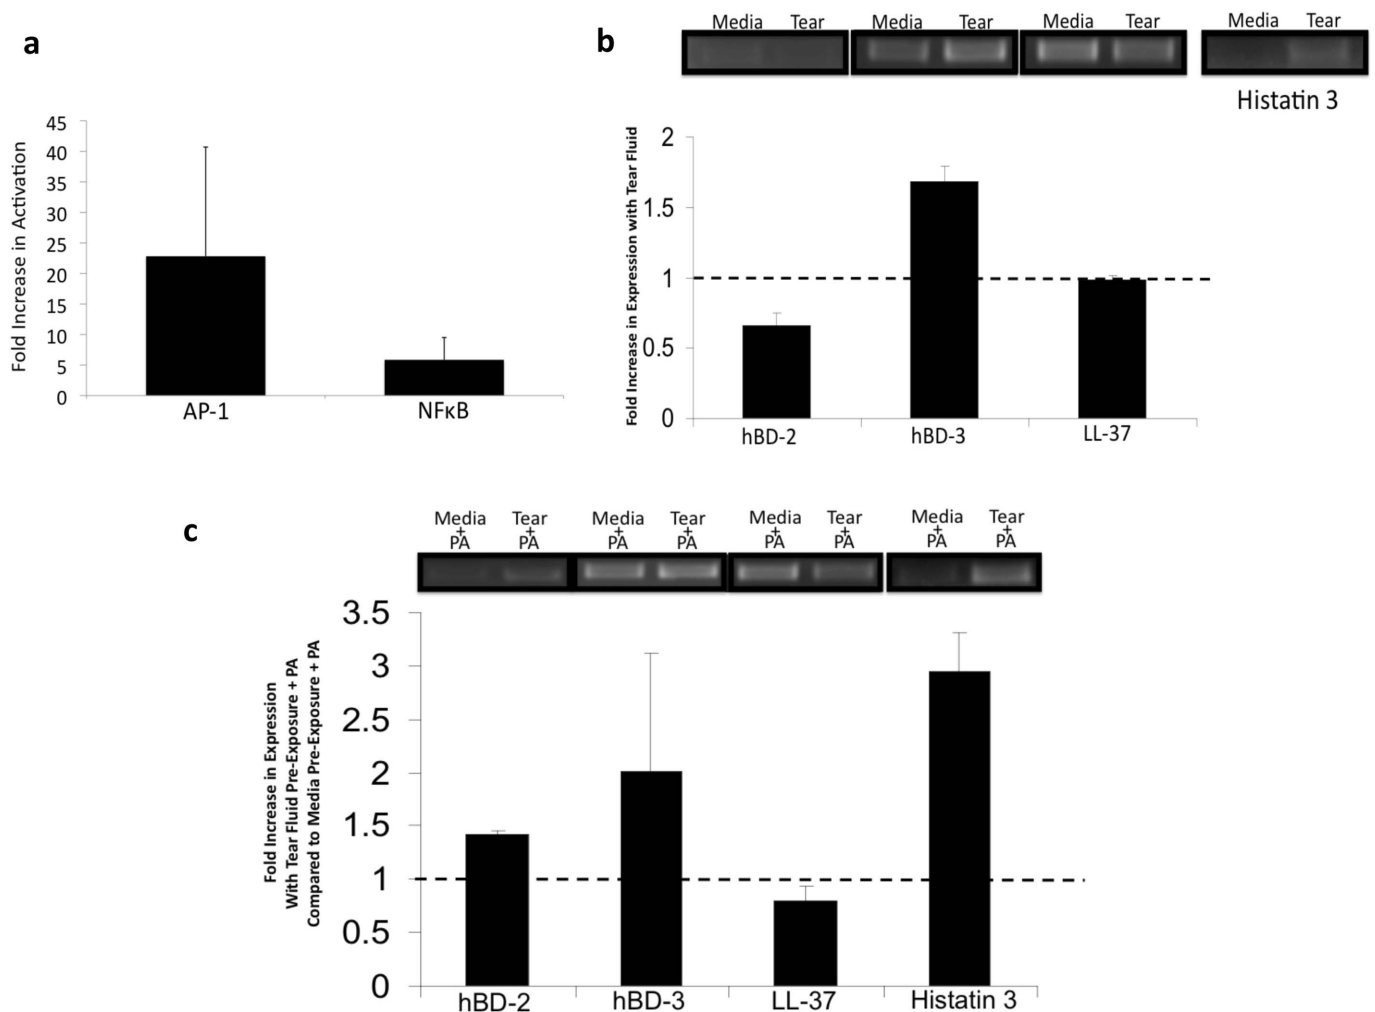 a
Fold Increase in Activation
45
40
35
30
25
20
15
10
5
0
AP-1 NFκB
b
Media Tear Media Tear Media Tear Media Tear
Histatin 3
Fold Increase in Expression with Tear Fluid
2
1.5
1
0.5
0
hBD-2 hBD-3 LL-37
c
Media Tear Media Tear Media Tear Media Tear
+ + + + + + + +
PA PA PA PA PA PA PA PA
Fold Increase in Expression
With Tear Fluid Pre-Exposure + PA
Compared to Media Pre-Exposure + PA
3.5
3
2.5
2
1.5
1
0.5
0
hBD-2 hBD-3 LL-37 Histatin 3